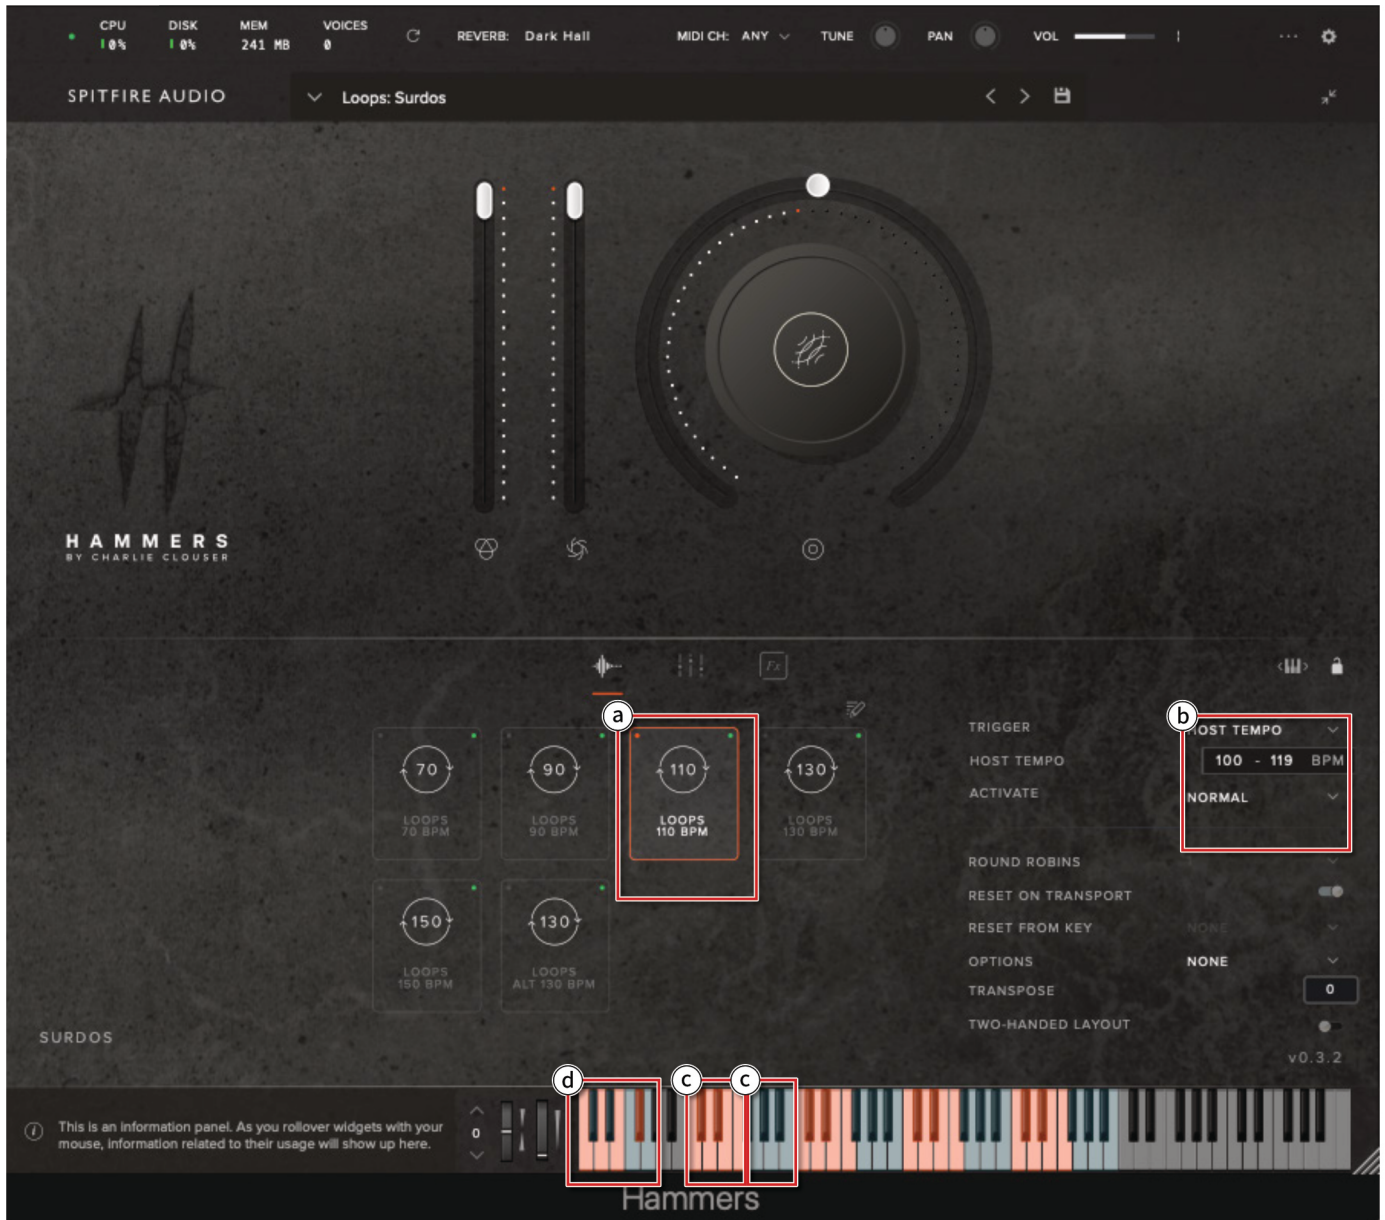 CPU DISK MEM VOICES
0% 0% 241 MB 0
REVERB: Dark Hall MIDI CH: ANY TUNE PAN VOL
SPITFIRE AUDIO
Loops: Surdos
HAMMERS
BY CHARLIE CLOUSER
Fx
a
b
TRIGGER HOST TEMPO
HOST TEMPO 100 - 119 BPM
ACTIVATE NORMAL
70
LOOPS
70 BPM
90
LOOPS
90 BPM
110
LOOPS
110 BPM
130
LOOPS
130 BPM
150
LOOPS
150 BPM
130
LOOPS
ALT 130 BPM
ROUND ROBINS
RESET ON TRANSPORT
RESET FROM KEY NONE
OPTIONS NONE
TRANSPOSE 0
TWO-HANDED LAYOUT
v0.3.2
SURDOS
d
c
c
i
This is an information panel. As you rollover widgets with your
mouse, information related to their usage will show up here.
0
Hammers